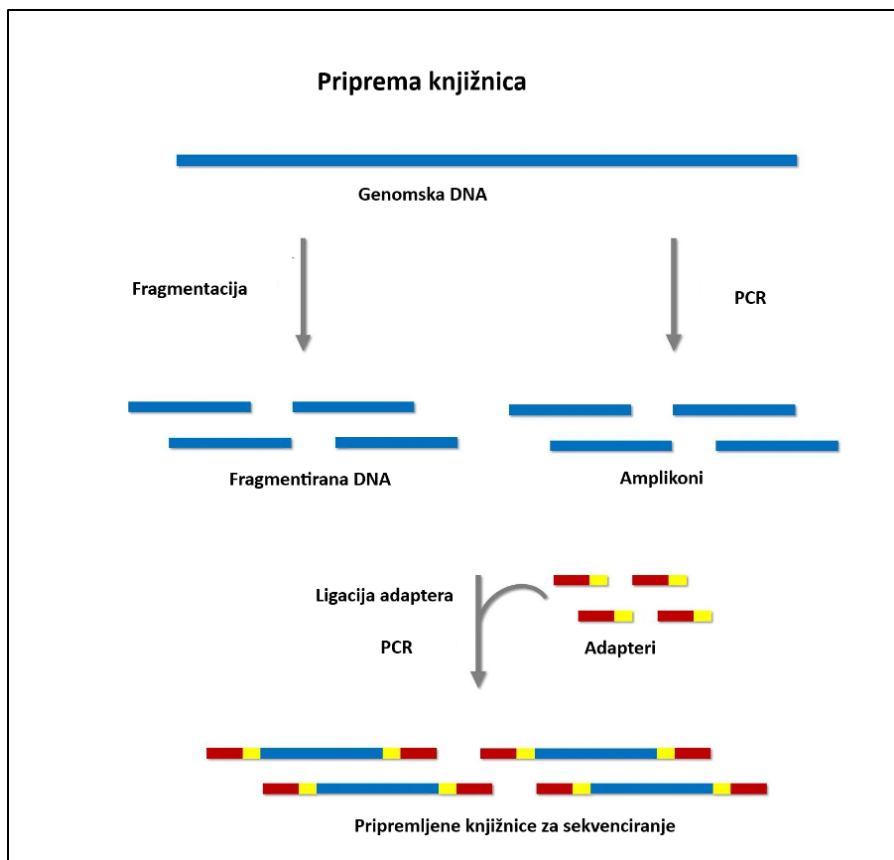 Priprema knjižnica
Genomska DNA
Fragmentacija
PCR
Fragmentirana DNA
Amplikoni
Ligacija adaptera
PCR
Adapteri
Pripremljene knjižnice za sekvenciranje